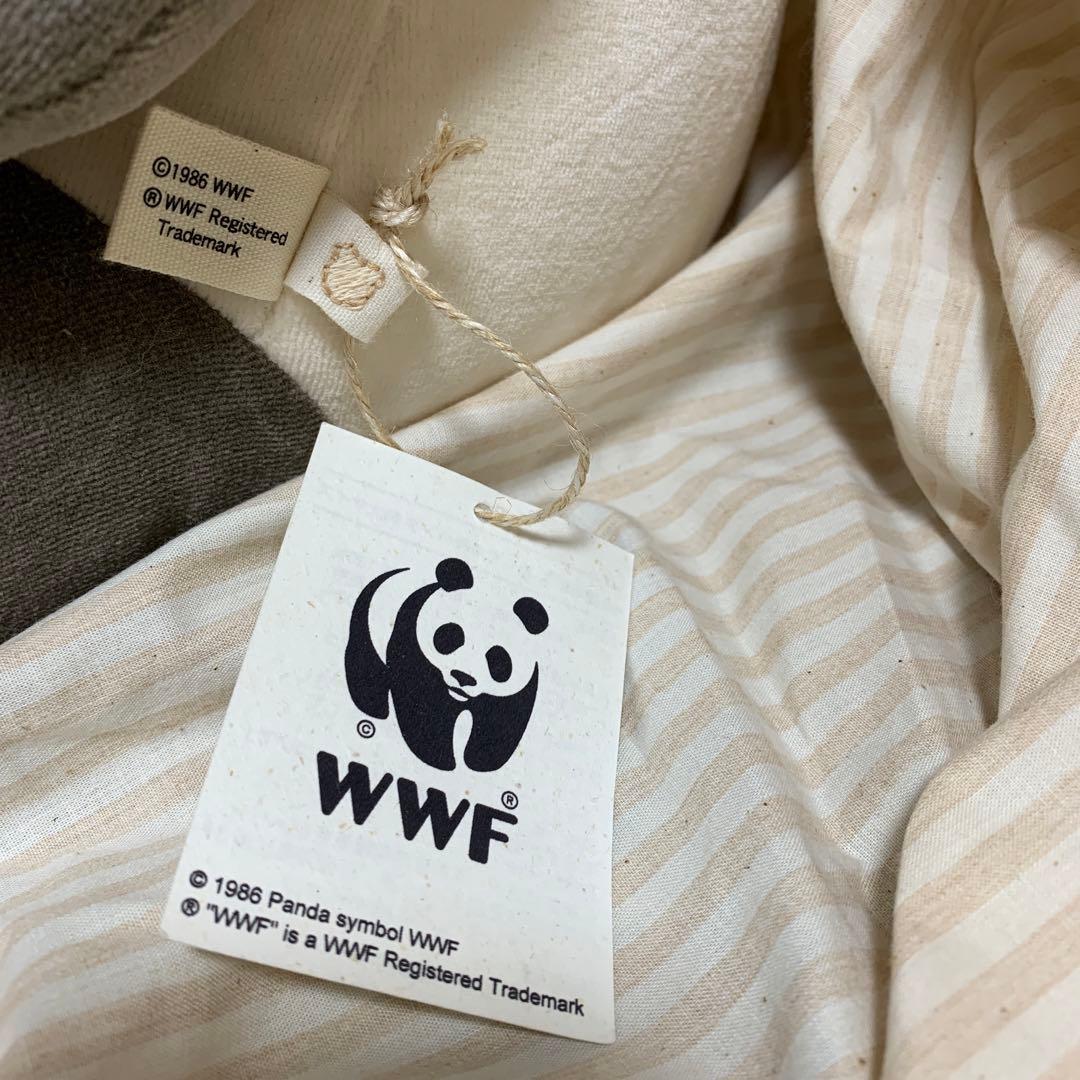 ©1986 WWF
® WWF Registered
Trademark
©
WWF®
© 1986 Panda symbol WWF
® "WWF" is a WWF Registered Trademark